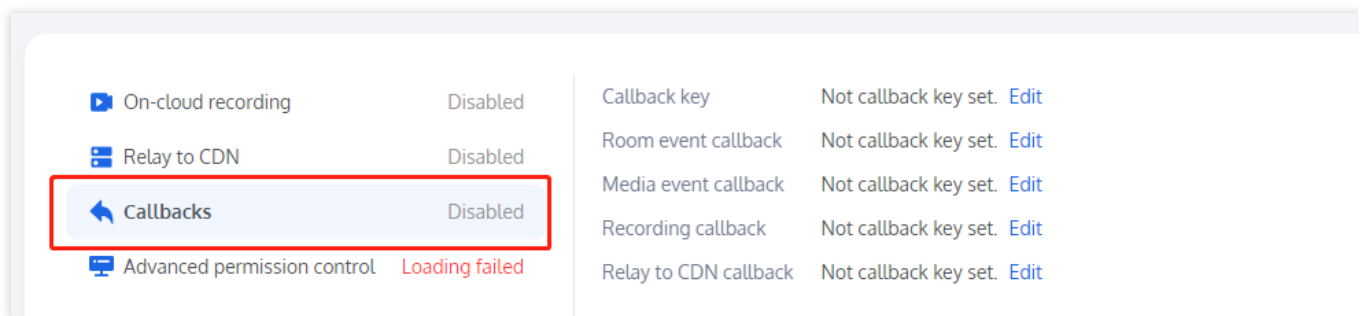 On-cloud recording Disabled
Relay to CDN Disabled
Callbacks Disabled
Advanced permission control Loading failed
Callback key Not callback key set. Edit
Room event callback Not callback key set. Edit
Media event callback Not callback key set. Edit
Recording callback Not callback key set. Edit
Relay to CDN callback Not callback key set. Edit